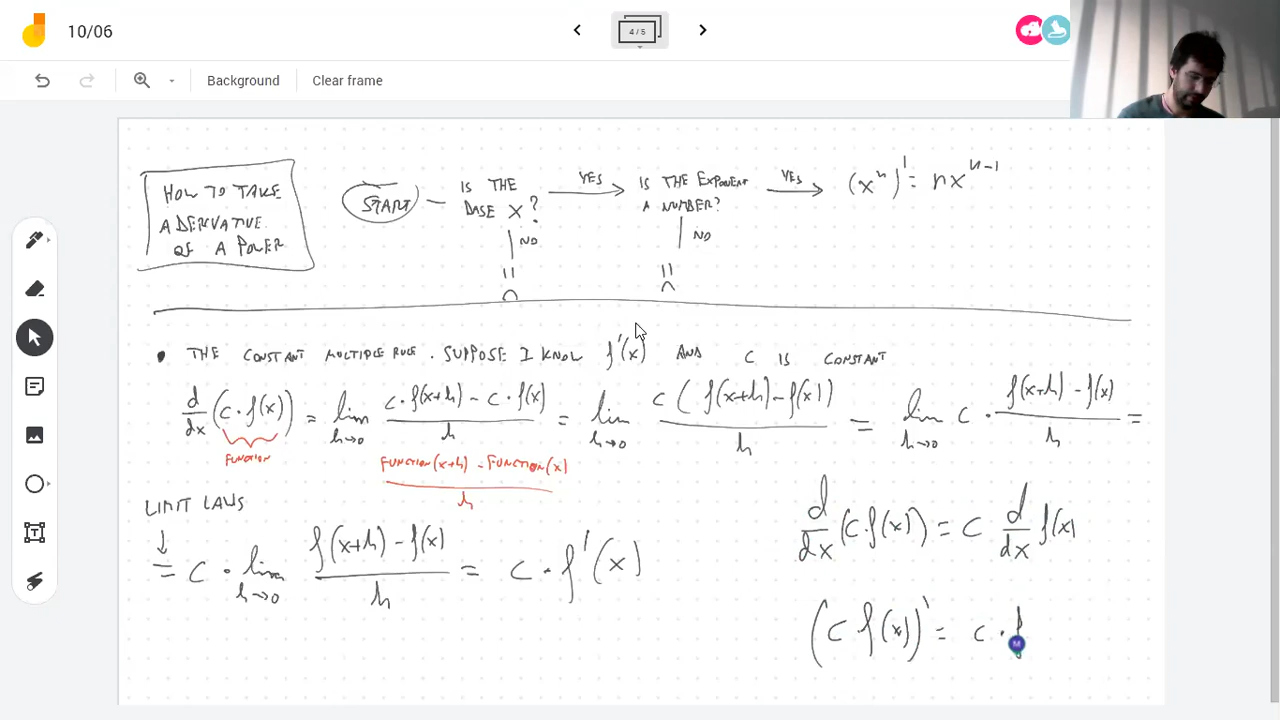 10/06
4 / 5
Background
Clear frame
HOW TO TAKE
A DERIVATIVE
OF A POWER
START
IS THE
BASE X?
YES
IS THE EXPONENT
A NUMBER?
YES
(xⁿ)' = nxⁿ⁻¹
NO
NO
• THE CONSTANT MULTIPLE RULE. SUPPOSE I KNOW f'(x) AND C IS CONSTANT
d/dx (c·f(x)) = lim h→0 (c·f(x+h) - c·f(x))/h = lim h→0 c(f(x+h)-f(x))/h = lim h→0 c · (f(x+h)-f(x))/h =
FUNCTION
(FUNCTION(x+h) - FUNCTION(x))/h
LIMIT LAWS
= c · lim h→0 (f(x+h)-f(x))/h = c · f'(x)
d/dx (c·f(x)) = c d/dx f(x)
(c f(x))' = c · f
M